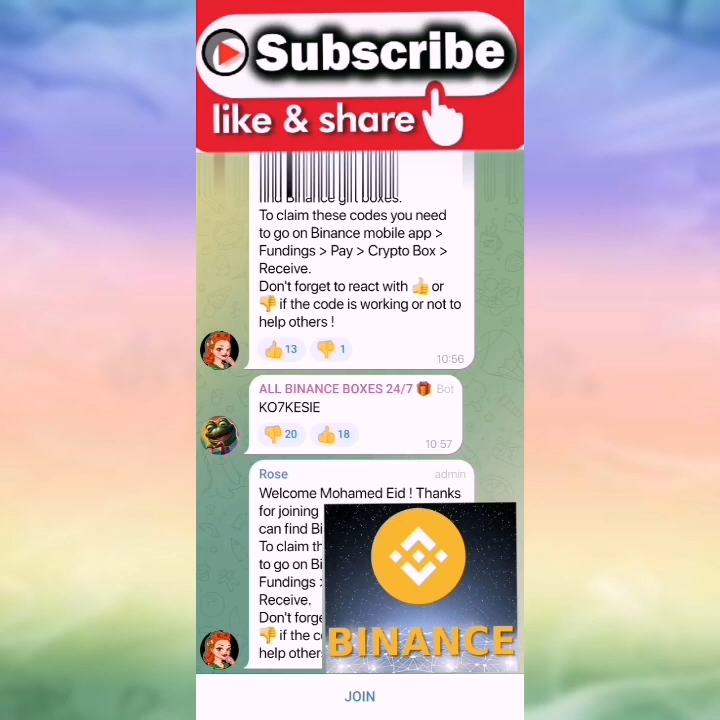 Subscribe
like & share
find Binance gift boxes.
To claim these codes you need
to go on Binance mobile app >
Fundings > Pay > Crypto Box >
Receive.
Don't forget to react with 👍 or
👎 if the code is working or not to
help others !
👍 13 👎 1
10:56
ALL BINANCE BOXES 24/7 🎁 Bot
KO7KESIE
👎 20 👍 18
10:57
Rose admin
Welcome Mohamed Eid ! Thanks
for joining
can find Bi
To claim th
to go on Bi
Fundings >
Receive.
Don't forge
👎 if the co
help other
BINANCE
JOIN